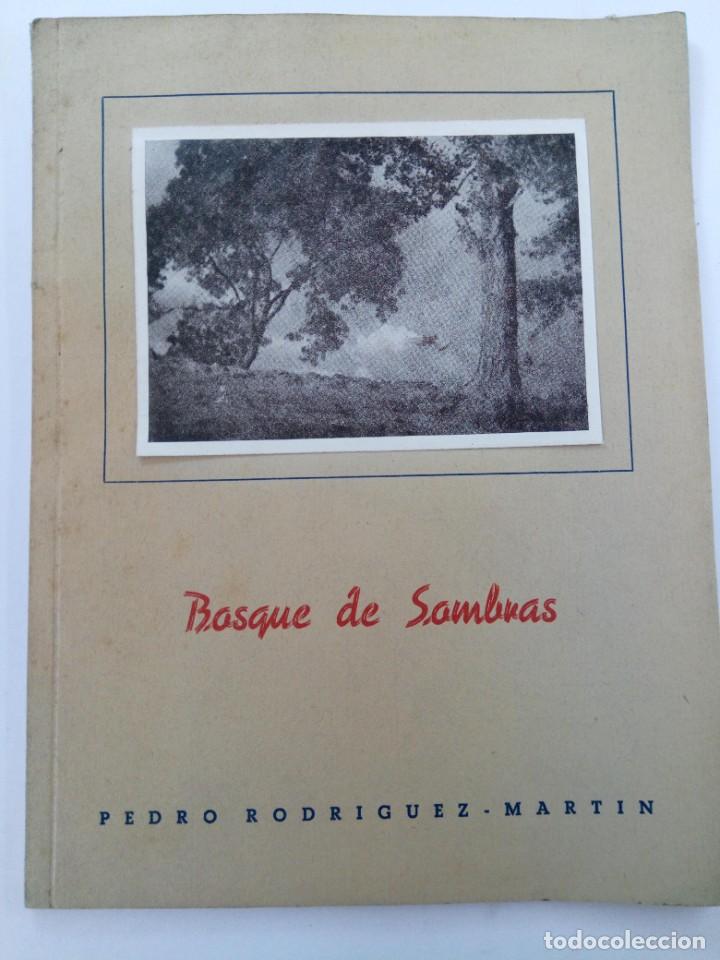 Bosque de Sombras
PEDRO RODRIGUEZ-MARTIN
todocoleccion